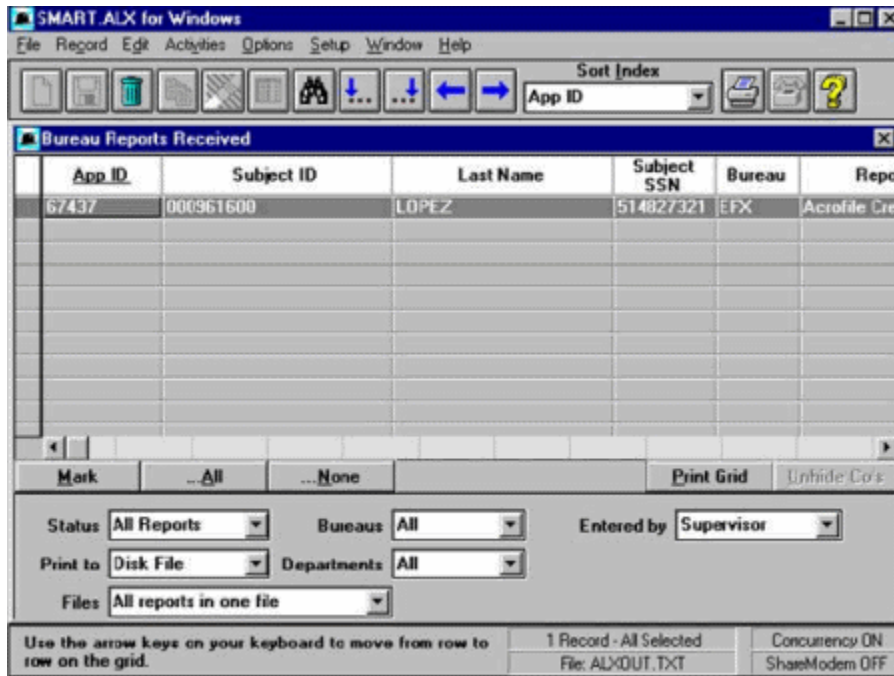 SMART.ALX for Windows
File Record Edit Activities Options Setup Window Help
Sort Index
App ID
Bureau Reports Received
App ID Subject ID Last Name Subject SSN Bureau Repo
67437 000961600 LOPEZ 514827321 EFX Acrofile Cre
Mark ...All ...None Print Grid Unhide Co's
Status All Reports Bureaus All Entered by Supervisor
Print to Disk File Departments All
Files All reports in one file
Use the arrow keys on your keyboard to move from row to row on the grid.
1 Record - All Selected Concurrency ON
File: ALXOUT.TXT ShareModem OFF